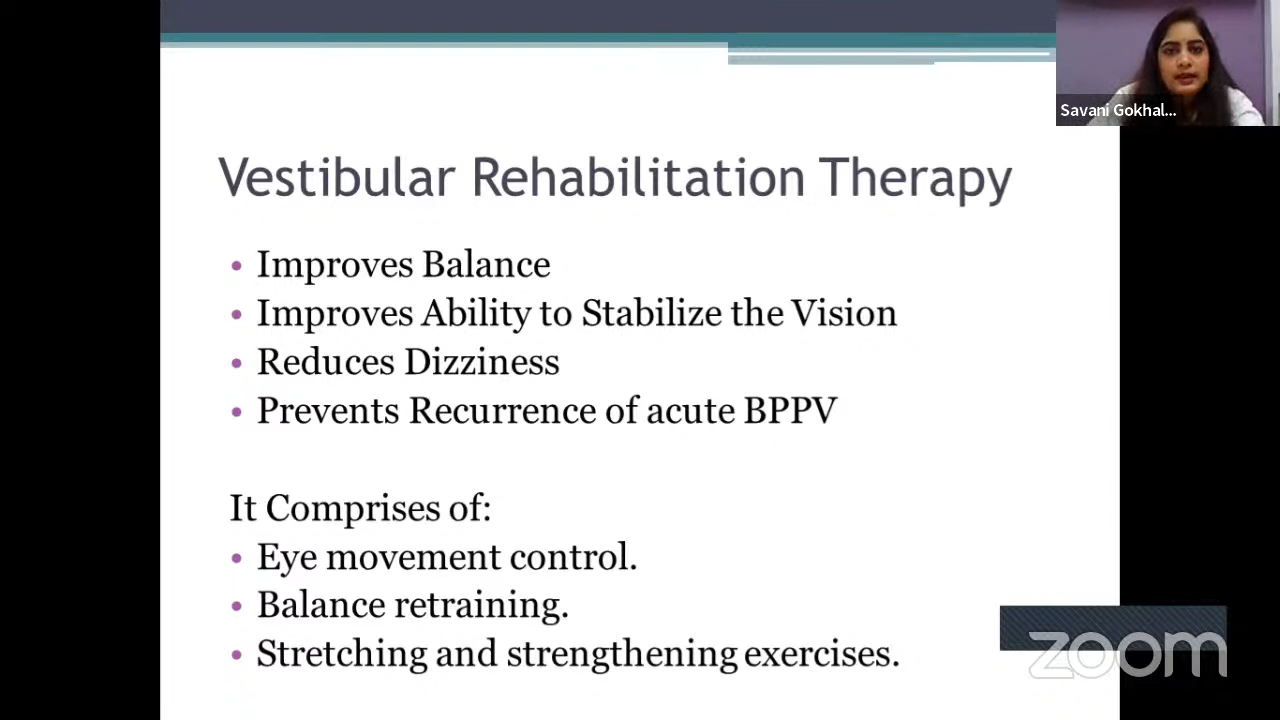 Savani Gokhal...
Vestibular Rehabilitation Therapy
• Improves Balance
• Improves Ability to Stabilize the Vision
• Reduces Dizziness
• Prevents Recurrence of acute BPPV
It Comprises of:
• Eye movement control.
• Balance retraining.
• Stretching and strengthening exercises.
zoom